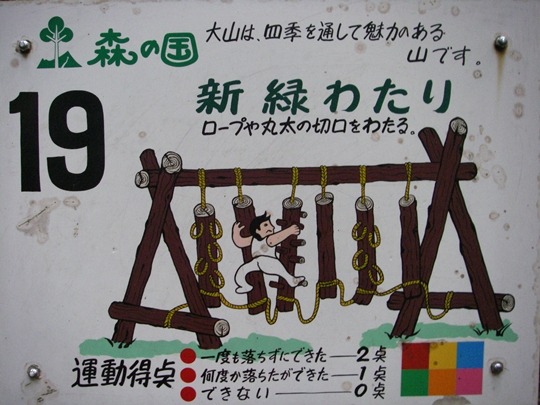 森の国
大山は、四季を通して魅力のある
山です。
19
新緑わたり
ロープや丸太の切口をわたる。
運動得点
●一度も落ちずにできた──2点
●何度か落ちたができた──1点
●できない──0点